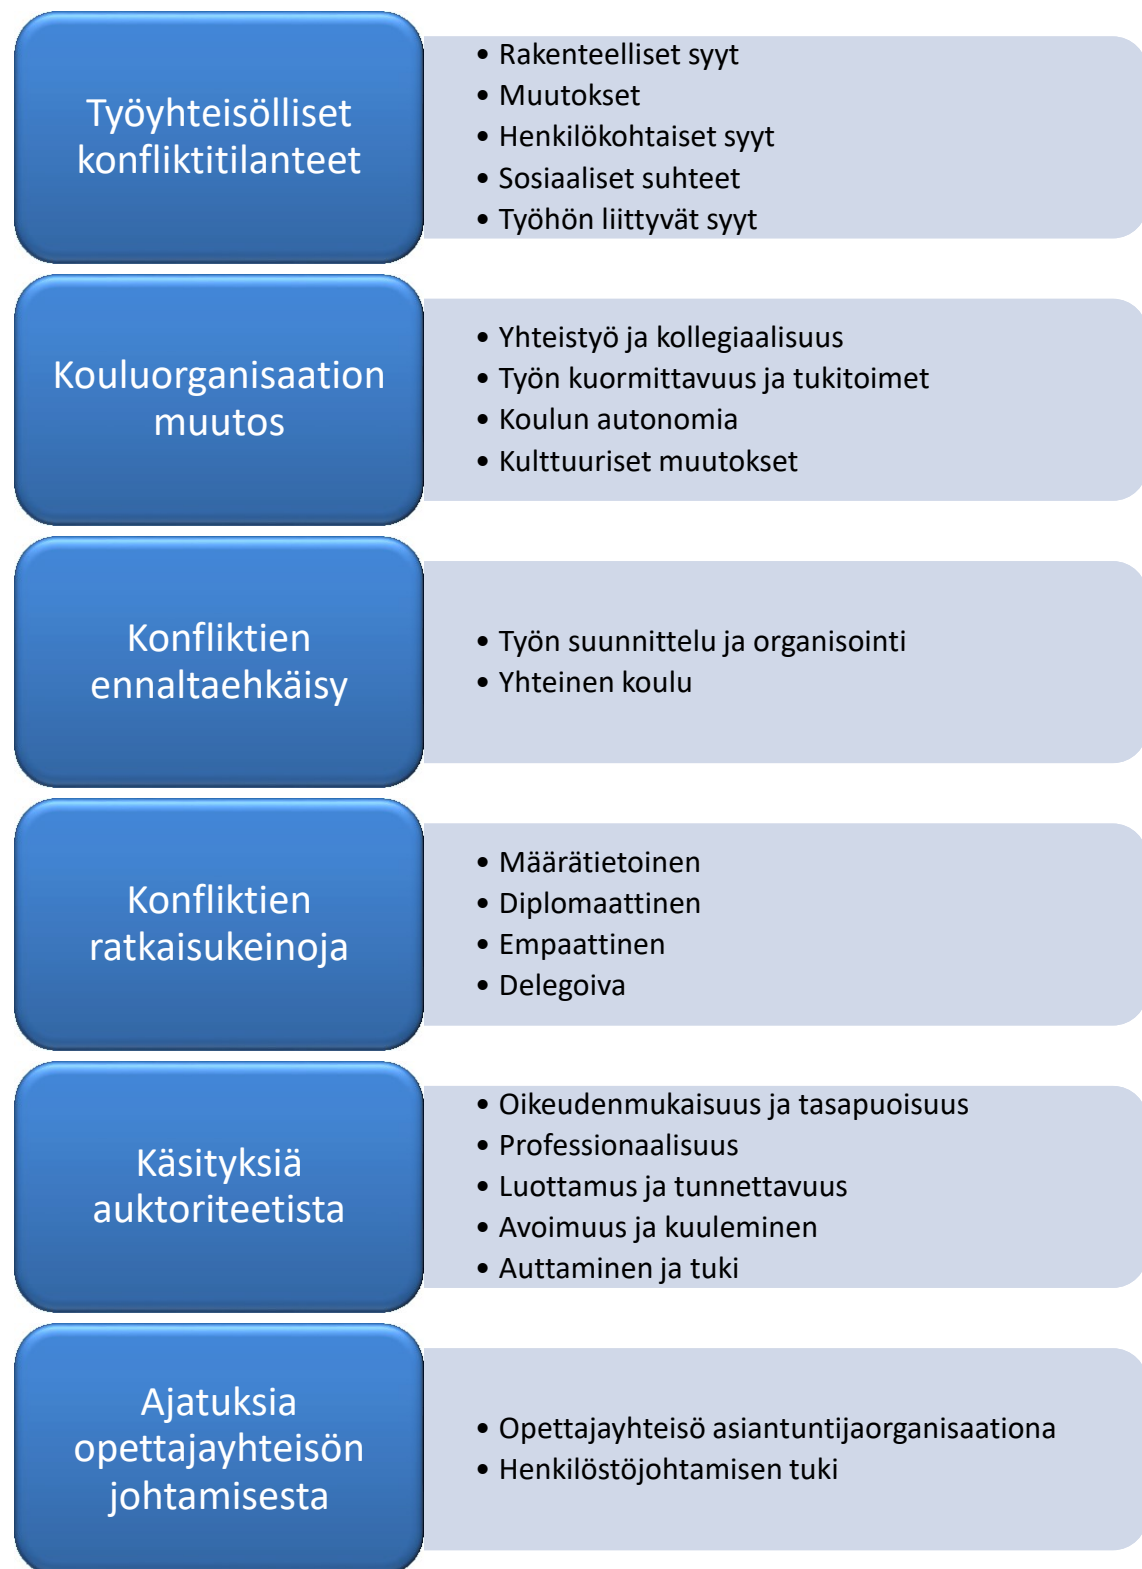 Työyhteisölliset
konfliktitilanteet
• Rakenteelliset syyt
• Muutokset
• Henkilökohtaiset syyt
• Sosiaaliset suhteet
• Työhön liittyvät syyt
Kouluorganisaation
muutos
• Yhteistyö ja kollegiaalisuus
• Työn kuormittavuus ja tukitoimet
• Koulun autonomia
• Kulttuuriset muutokset
Konfliktien
ennaltaehkäisy
• Työn suunnittelu ja organisointi
• Yhteinen koulu
Konfliktien
ratkaisukeinoja
• Määrätietoinen
• Diplomaattinen
• Empaattinen
• Delegoiva
Käsityksiä
auktoriteetista
• Oikeudenmukaisuus ja tasapuoisuus
• Professionaalisuus
• Luottamus ja tunnettavuus
• Avoimuus ja kuuleminen
• Auttaminen ja tuki
Ajatuksia
opettajayhteisön
johtamisesta
• Opettajayhteisö asiantuntijaorganisaationa
• Henkilöstöjohtamisen tuki